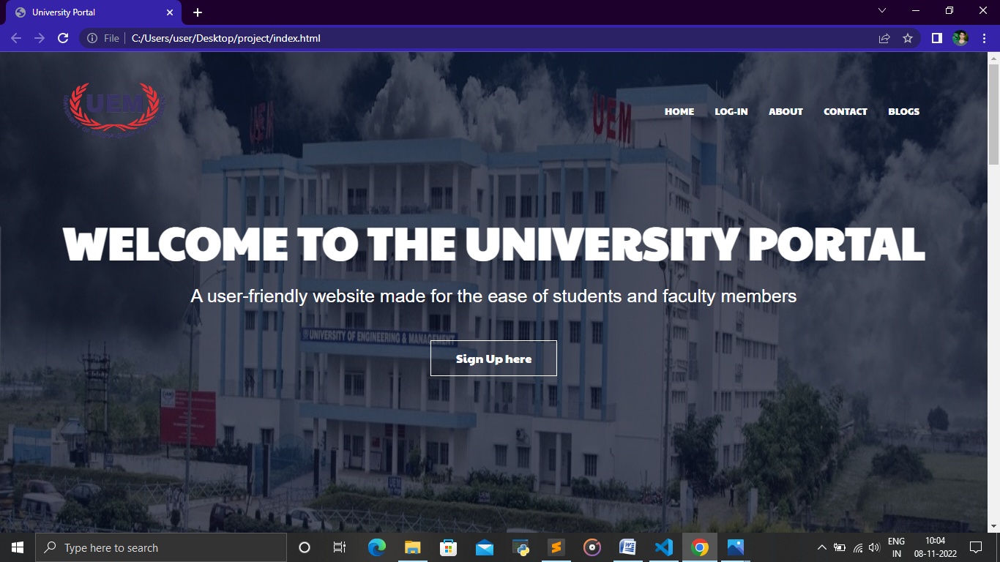 University Portal
File
C:/Users/user/Desktop/project/index.html
UEM
UEM
UEM
HOME
LOG-IN
ABOUT
CONTACT
BLOGS
WELCOME TO THE UNIVERSITY PORTAL
A user-friendly website made for the ease of students and faculty members
UNIVERSITY OF ENGINEERING & MANAGEMENT
Sign Up here
Type here to search
ENG
IN
10:04
08-11-2022